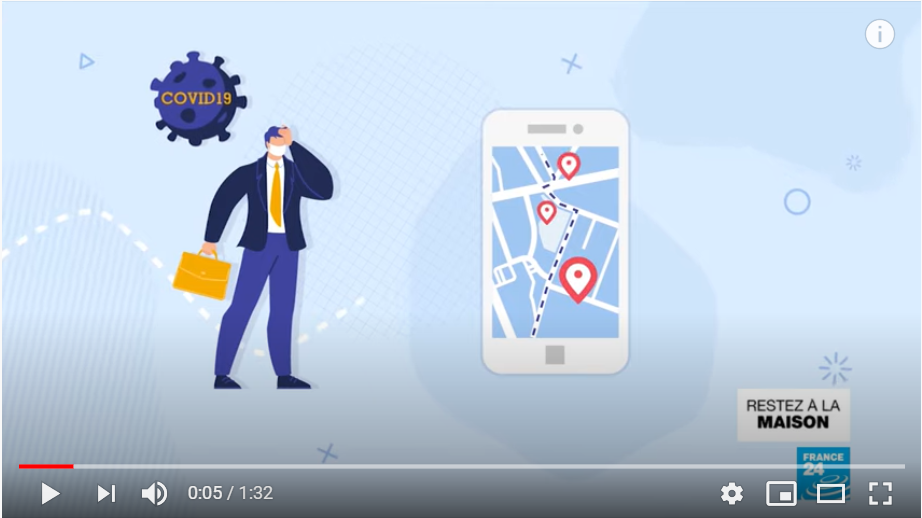 COVID19
RESTEZ À LA
MAISON
FRANCE
24
0:05 / 1:32